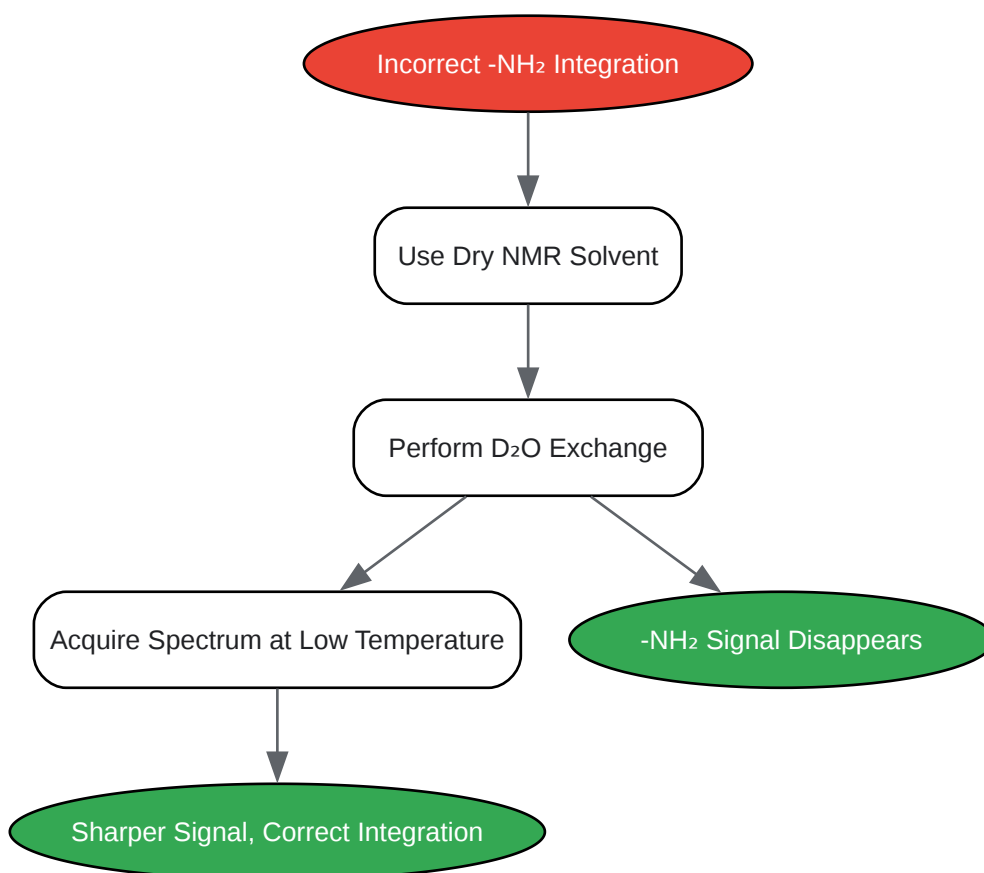 Incorrect -NH₂ Integration
Use Dry NMR Solvent
Perform D₂O Exchange
Acquire Spectrum at Low Temperature
-NH₂ Signal Disappears
Sharper Signal, Correct Integration